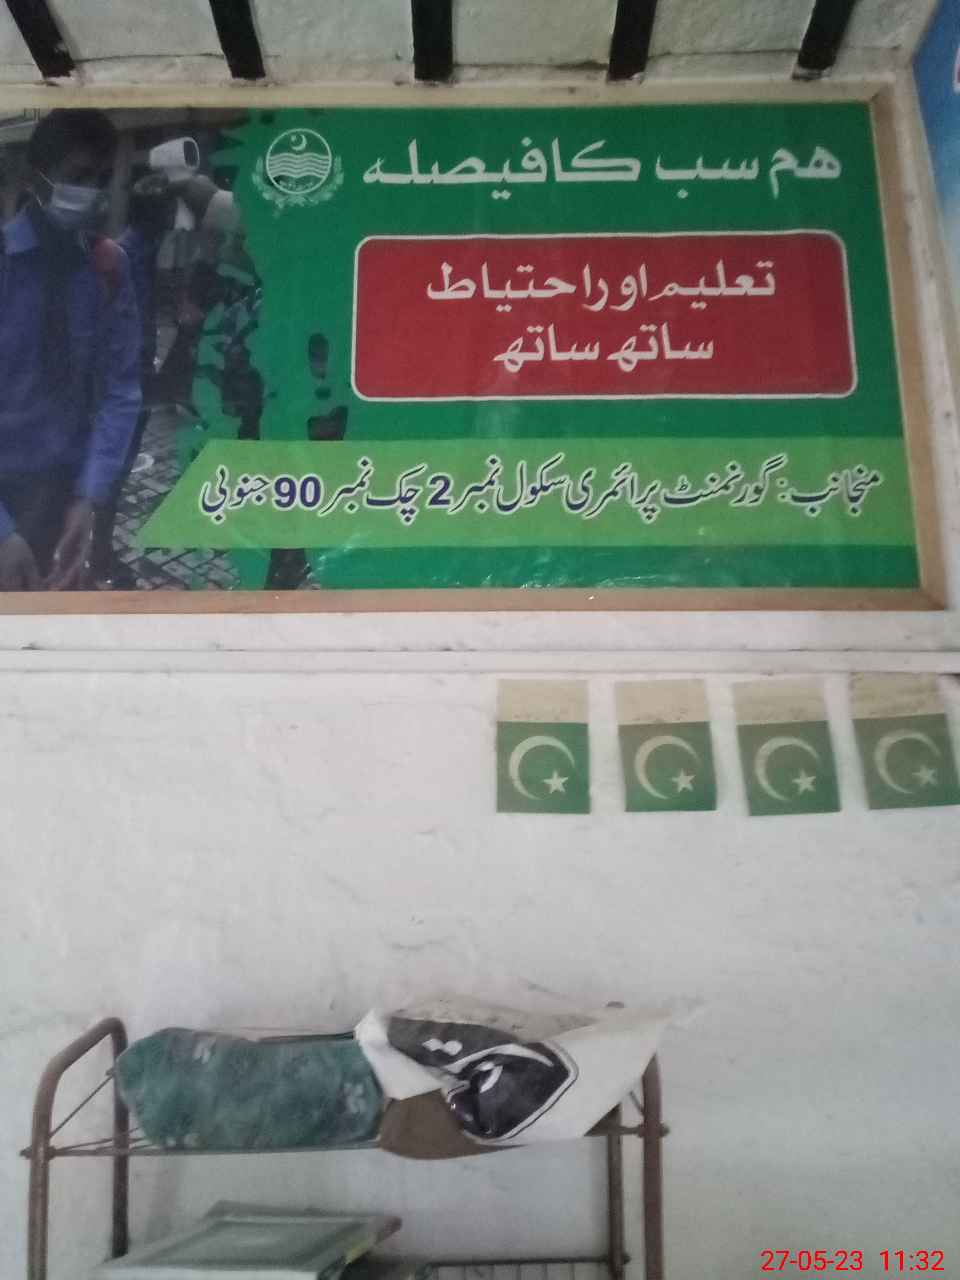 ہم سب کا فیصلہ
تعلیم اور احتیاط
ساتھ ساتھ
منجانب: گورنمنٹ پرائمری سکول نمبر 2 چک نمبر 90 جنوبی
27-05-23 11:32